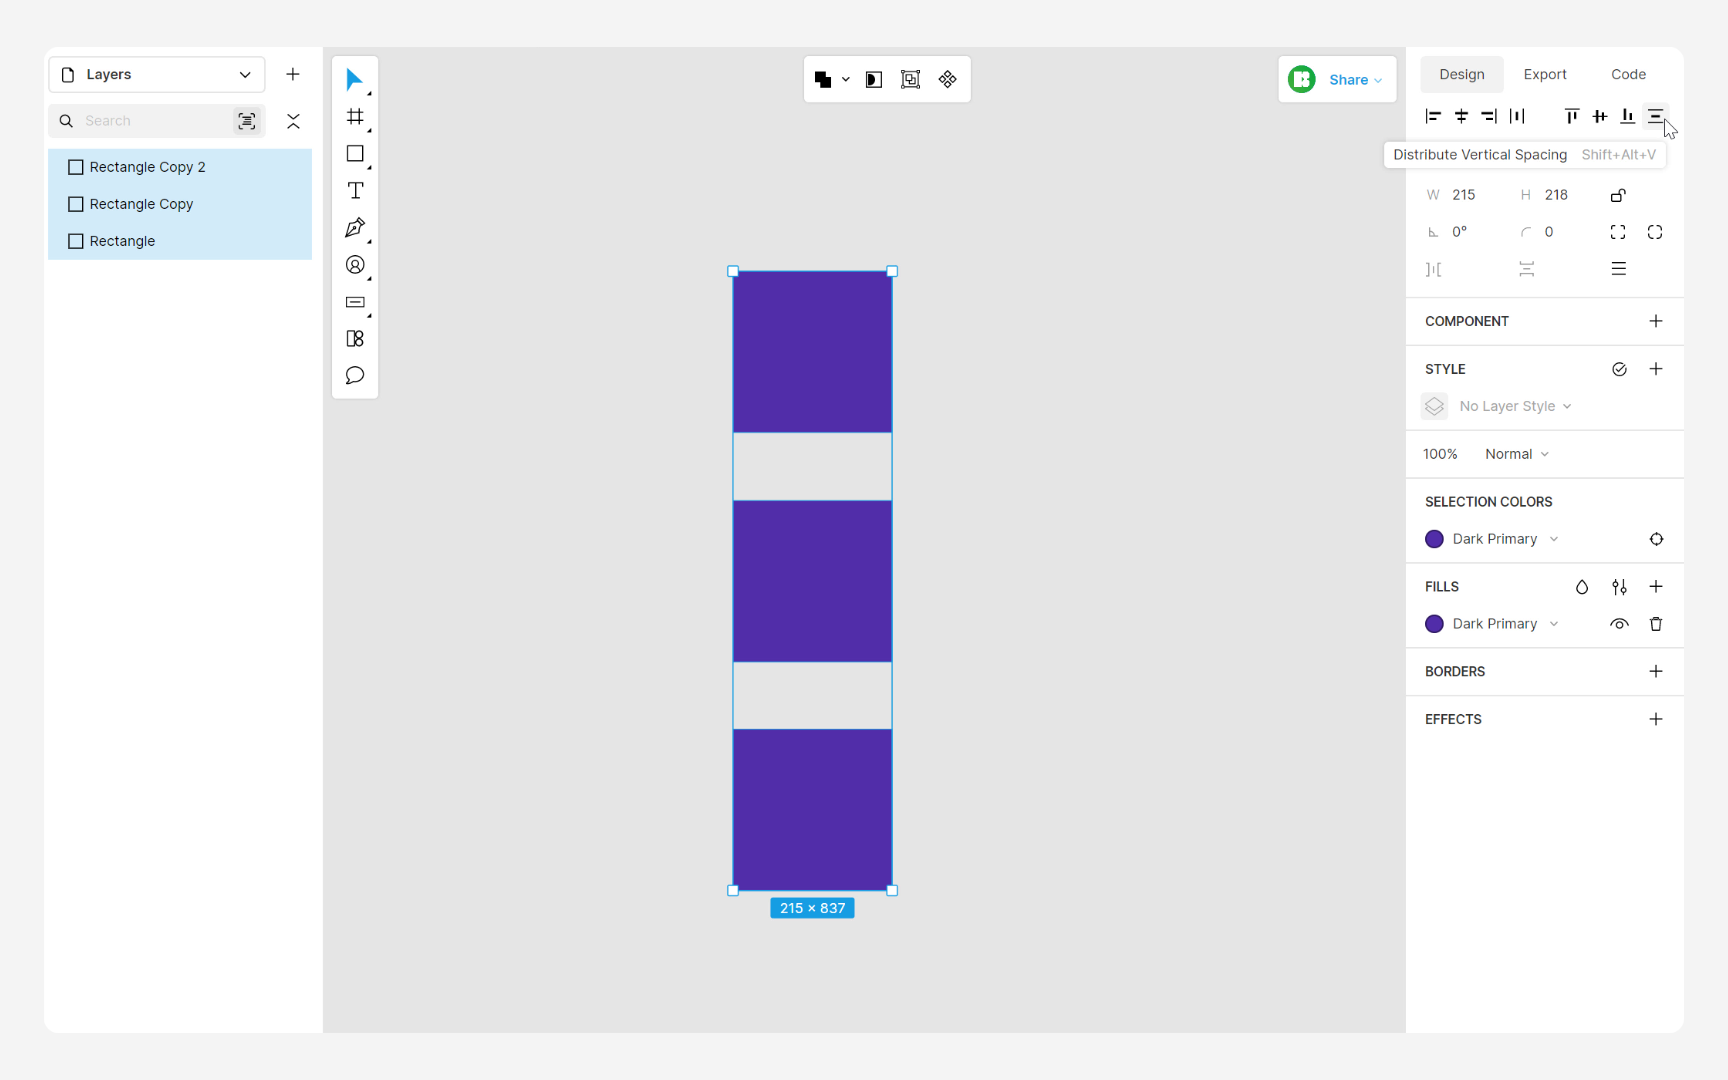 Layers
Search
Rectangle Copy 2
Rectangle Copy
Rectangle
T
215 × 837
Share
Design Export Code
Distribute Vertical Spacing Shift+Alt+V
W 215 H 218
0° 0
COMPONENT
STYLE
No Layer Style
100% Normal
SELECTION COLORS
Dark Primary
FILLS
Dark Primary
BORDERS
EFFECTS